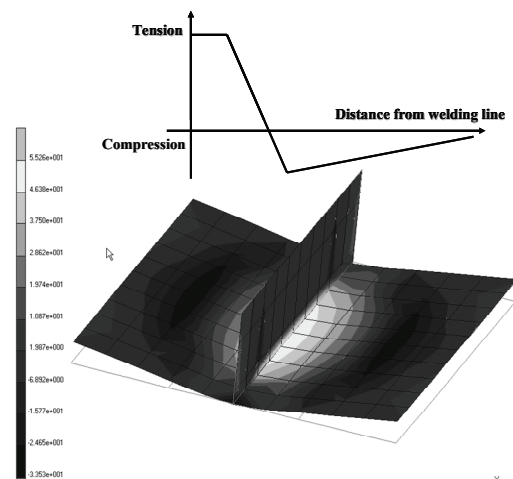 Tension
Distance from welding line
Compression
5.526e+001
4.638e+001
3.750e+001
2.862e+001
1.974e+001
1.087e+001
1.987e+000
-6.892e+000
-1.577e+001
-2.465e+001
-3.353e+001